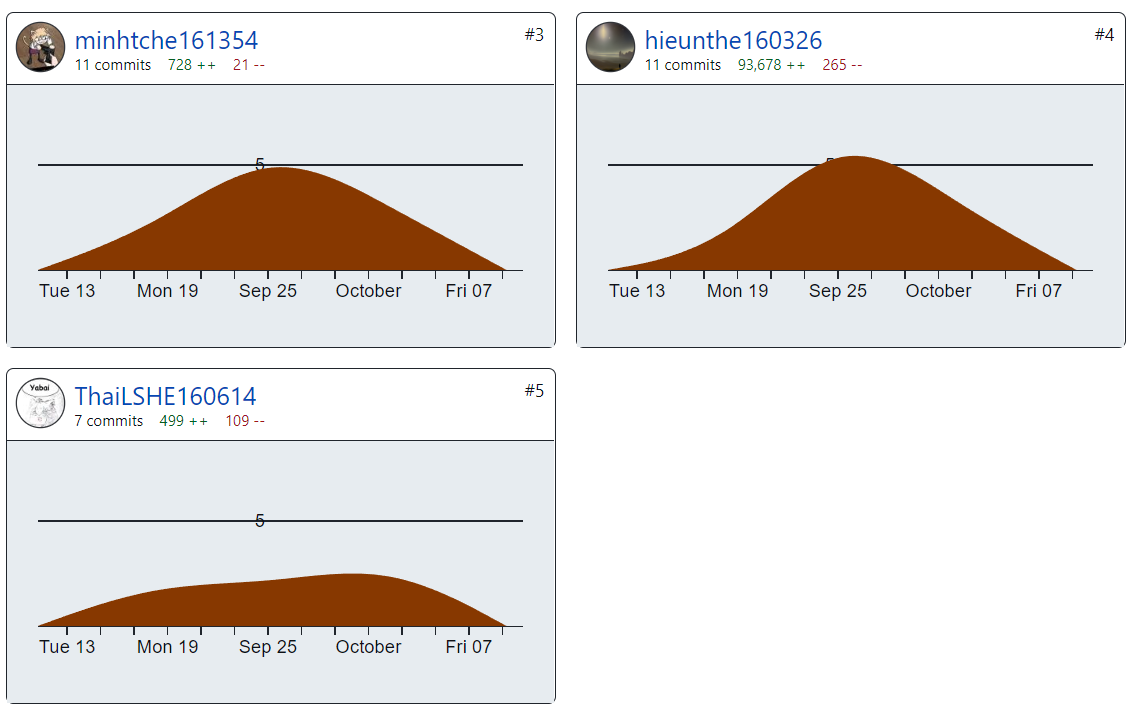 minhtche161354
#3
11 commits 728 ++ 21 --
5
Tue 13 Mon 19 Sep 25 October Fri 07
hieunthe160326
#4
11 commits 93,678 ++ 265 --
5
Tue 13 Mon 19 Sep 25 October Fri 07
Yabai
ThaiLSHE160614
#5
7 commits 499 ++ 109 --
5
Tue 13 Mon 19 Sep 25 October Fri 07